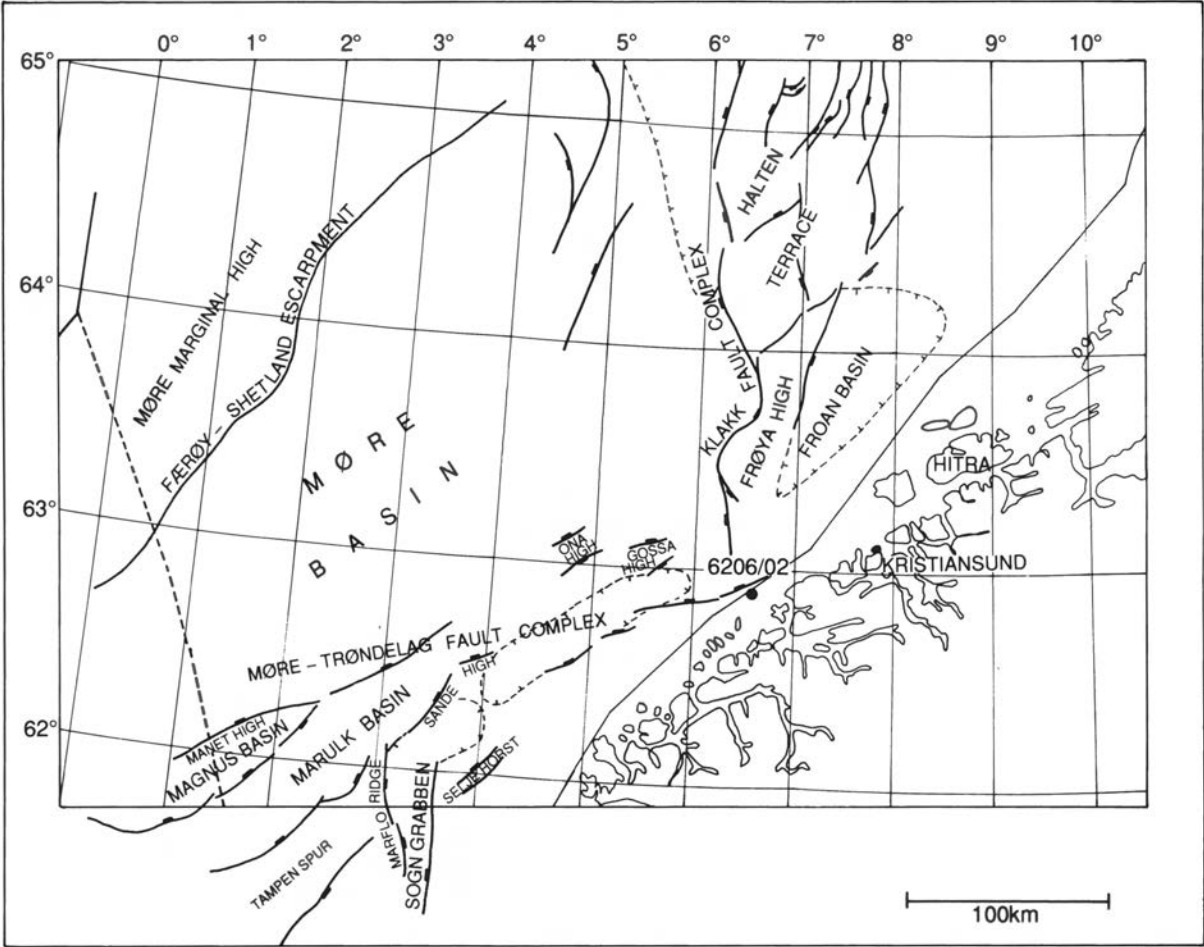 0° 1° 2° 3° 4° 5° 6° 7° 8° 9° 10°
65°
HALTEN
TERRACE
FÆRØY - SHETLAND ESCARPMENT
MØRE MARGINAL HIGH
64°
KLAKK FAULT COMPLEX
FRØYA HIGH
FROAN BASIN
MØRE
BASIN
HITRA
63°
ONA
HIGH
GOSSA
HIGH
6206/02
KRISTIANSUND
MØRE - TRØNDELAG FAULT COMPLEX
SANDE
HIGH
62°
MANET HIGH
MAGNUS BASIN
MARULK BASIN
MARFLO RIDGE
SOGN GRABBEN
SELJE HORST
TAMPEN SPUR
100km